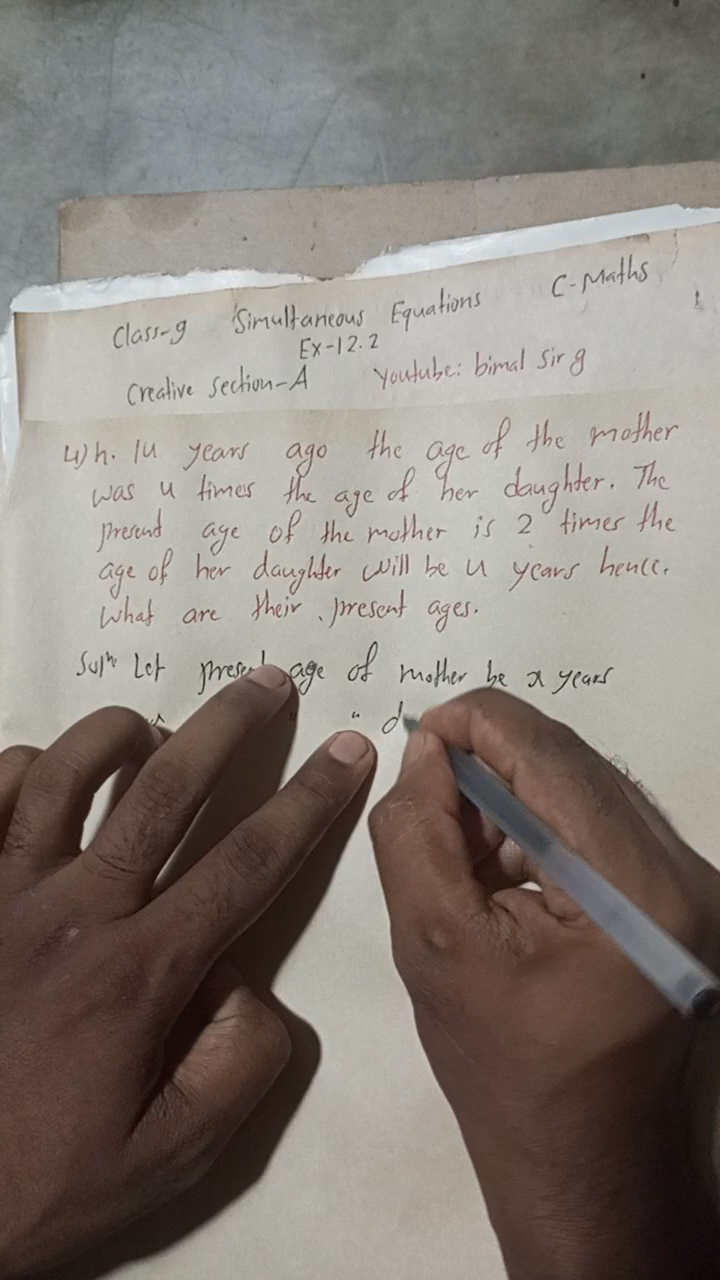 Class-9 Simultaneous Equations C-Maths
Ex-12.2
Creative Section-A Youtube: bimal Sir 9
4)h. 14 years ago the age of the mother
was 4 times the age of her daughter. The
present age of the mother is 2 times the
age of her daughter will be 4 years hence.
What are their present ages.
Solⁿ Let present age of mother be x years
" " d